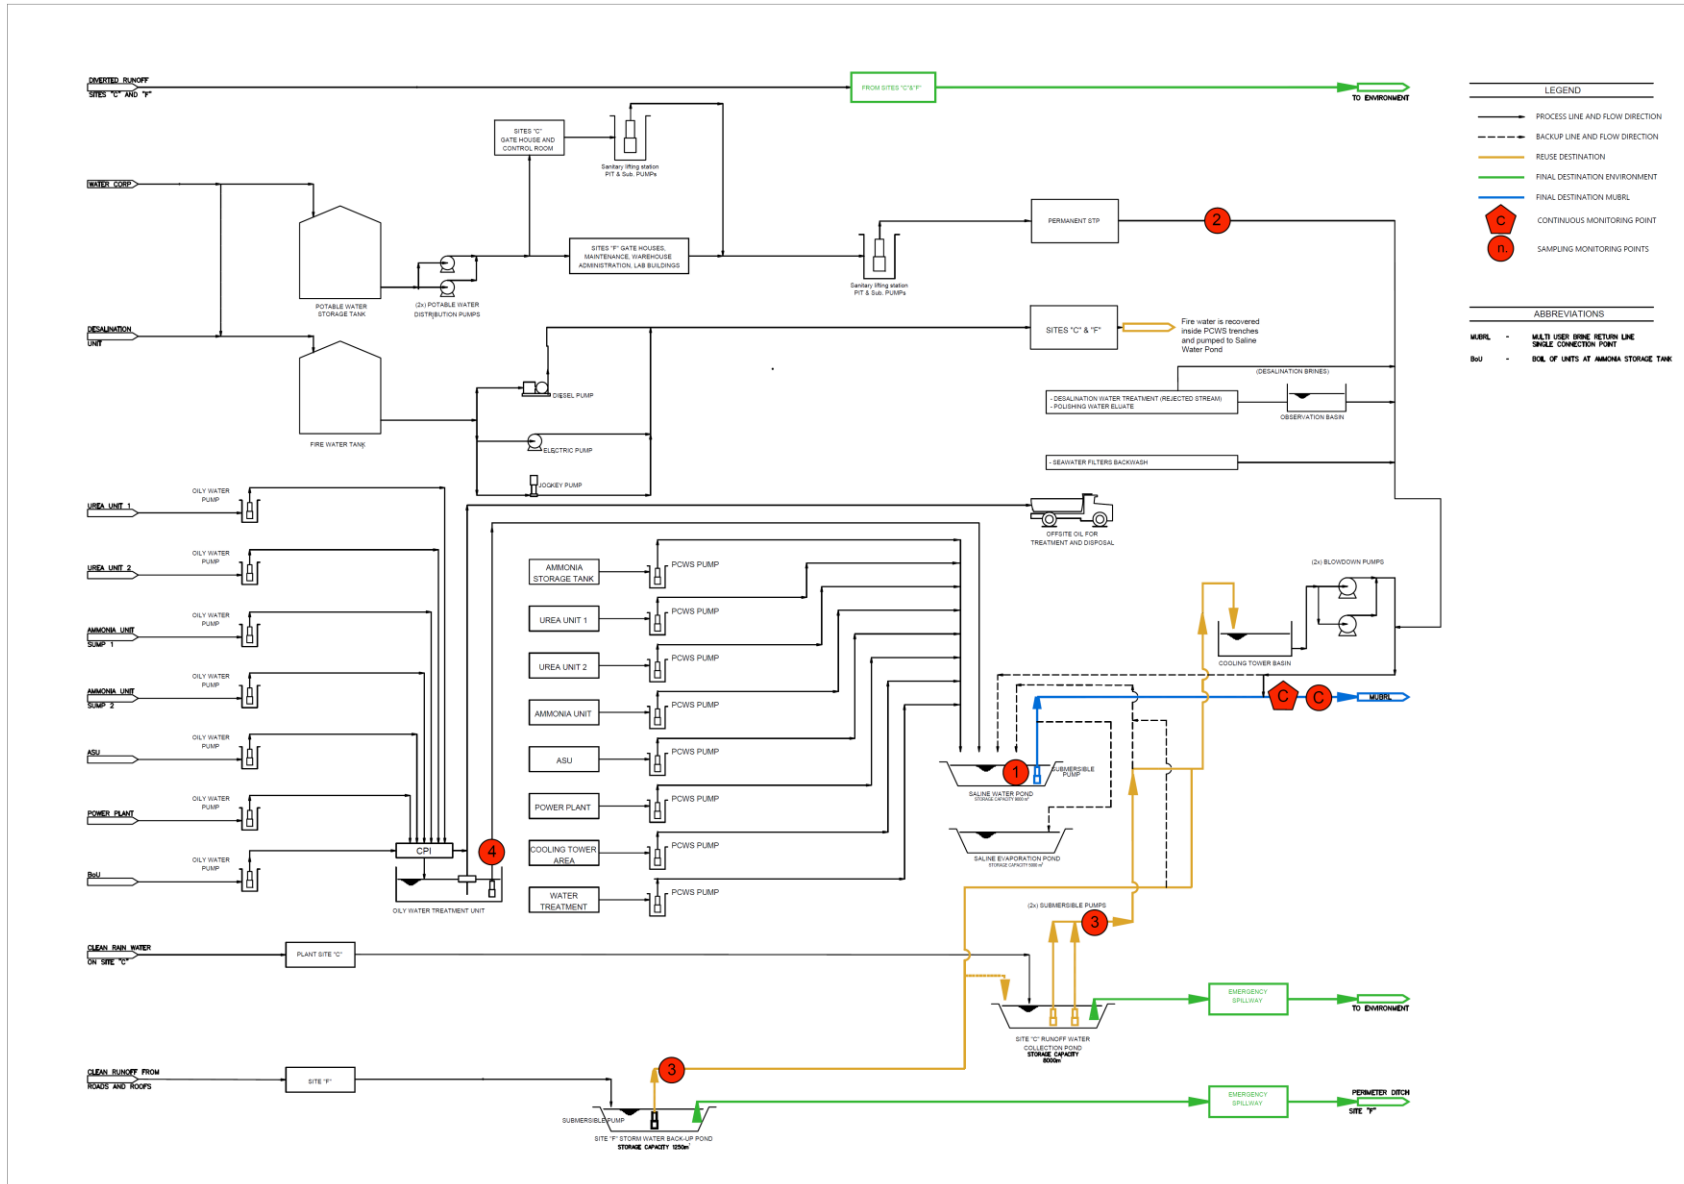 DIVERTED RUNOFF
SITES "C" AND "F"
FROM SITES "C"&"F"
TO ENVIRONMENT
LEGEND
PROCESS LINE AND FLOW DIRECTION
BACKUP LINE AND FLOW DIRECTION
REUSE DESTINATION
FINAL DESTINATION ENVIRONMENT
FINAL DESTINATION MUBRL
C
CONTINUOUS MONITORING POINT
n.
SAMPLING MONITORING POINTS
ABBREVIATIONS
MUBRL - MULTI USER BRINE RETURN LINE
SINGLE CONNECTION POINT
BoU - BOIL OF UNITS AT AMMONIA STORAGE TANK
SITES "C"
GATE HOUSE AND
CONTROL ROOM
Sanitary lifting station
PIT & Sub. PUMPs
WATER CORP
POTABLE WATER
STORAGE TANK
(2x) POTABLE WATER
DISTRIBUTION PUMPS
SITES "F" GATE HOUSES,
MAINTENANCE, WAREHOUSE
ADMINISTRATION, LAB BUILDINGS
Sanitary lifting station
PIT & Sub. PUMPs
PERMANENT STP
2
DESALINATION
UNIT
FIRE WATER TANK
DIESEL PUMP
ELECTRIC PUMP
JOCKEY PUMP
SITES "C" & "F"
Fire water is recovered
inside PCWS trenches
and pumped to Saline
Water Pond
(DESALINATION BRINES)
- DESALINATION WATER TREATMENT (REJECTED STREAM)
- POLISHING WATER ELUATE
OBSERVATION BASIN
- SEAWATER FILTERS BACKWASH
OFFSITE OIL FOR
TREATMENT AND DISPOSAL
UREA UNIT 1
OILY WATER
PUMP
UREA UNIT 2
OILY WATER
PUMP
AMMONIA UNIT
SUMP 1
OILY WATER
PUMP
AMMONIA UNIT
SUMP 2
OILY WATER
PUMP
ASU
OILY WATER
PUMP
POWER PLANT
OILY WATER
PUMP
BoU
OILY WATER
PUMP
CPI
4
OILY WATER TREATMENT UNIT
AMMONIA
STORAGE TANK
PCWS PUMP
UREA UNIT 1
PCWS PUMP
UREA UNIT 2
PCWS PUMP
AMMONIA UNIT
PCWS PUMP
ASU
PCWS PUMP
POWER PLANT
PCWS PUMP
COOLING TOWER
AREA
PCWS PUMP
WATER
TREATMENT
PCWS PUMP
(2x) BLOWDOWN PUMPS
COOLING TOWER BASIN
C
C
MUBRL
1
SUBMERSIBLE
PUMP
SALINE WATER POND
SALINE EVAPORATION POND
(2x) SUBMERSIBLE PUMPS
3
CLEAN RAIN WATER
ON SITE "C"
PLANT SITE "C"
SITE "C" RUNOFF WATER
COLLECTION POND
STORAGE CAPACITY
6000m
EMERGENCY
SPILLWAY
TO ENVIRONMENT
CLEAN RUNOFF FROM
ROADS AND ROOFS
SITE "F"
3
SUBMERSIBLE PUMP
SITE "F" STORM WATER BACK-UP POND
STORAGE CAPACITY 1250m³
EMERGENCY
SPILLWAY
PERIMETER DITCH
SITE "F"